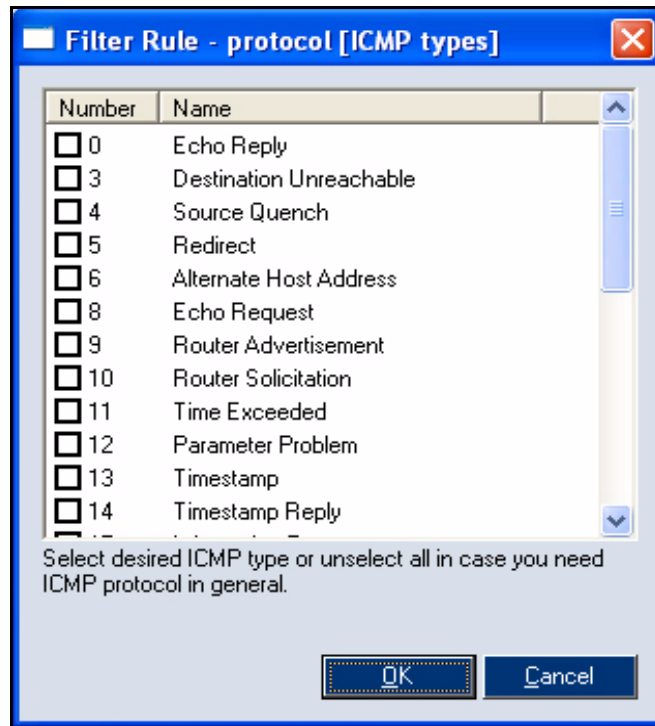 Filter Rule - protocol [ICMP types]
Number Name
0 Echo Reply
3 Destination Unreachable
4 Source Quench
5 Redirect
6 Alternate Host Address
8 Echo Request
9 Router Advertisement
10 Router Solicitation
11 Time Exceeded
12 Parameter Problem
13 Timestamp
14 Timestamp Reply
Select desired ICMP type or unselect all in case you need
ICMP protocol in general.
OK Cancel